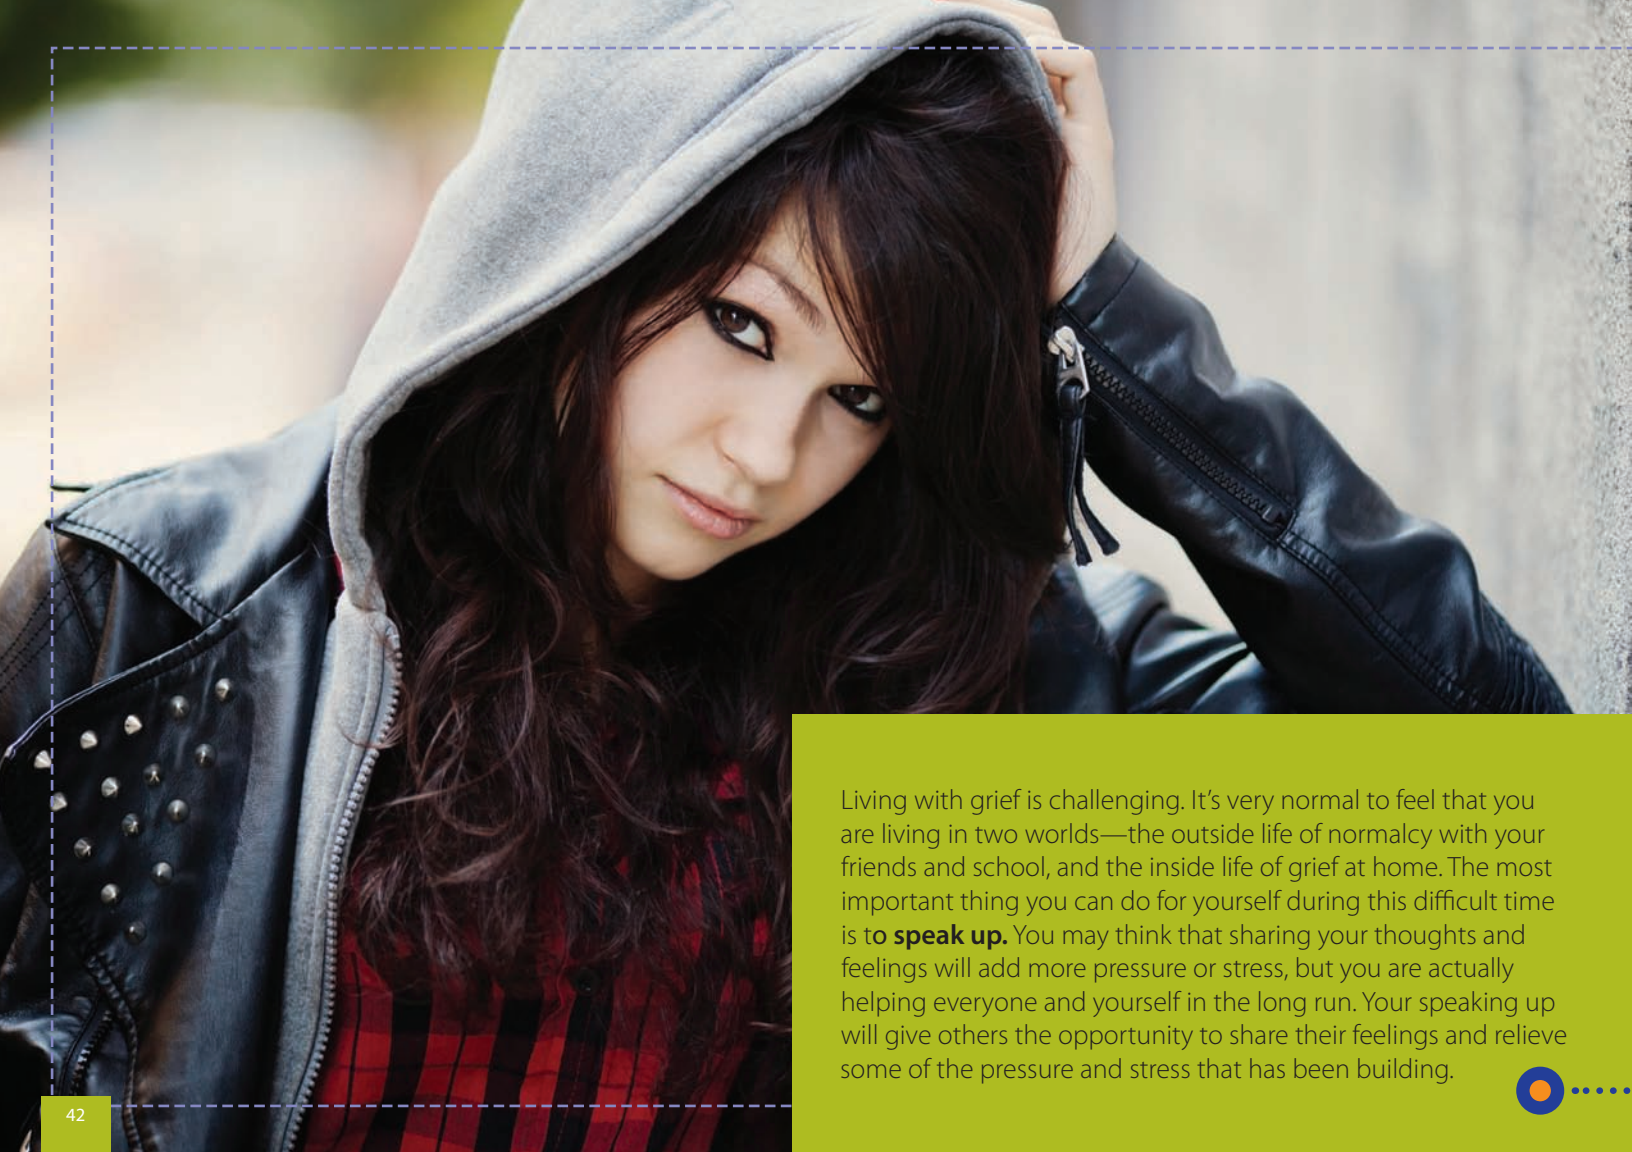 Living with grief is challenging. It’s very normal to feel that you
are living in two worlds—the outside life of normalcy with your
friends and school, and the inside life of grief at home. The most
important thing you can do for yourself during this difficult time
is to speak up. You may think that sharing your thoughts and
feelings will add more pressure or stress, but you are actually
helping everyone and yourself in the long run. Your speaking up
will give others the opportunity to share their feelings and relieve
some of the pressure and stress that has been building.
42